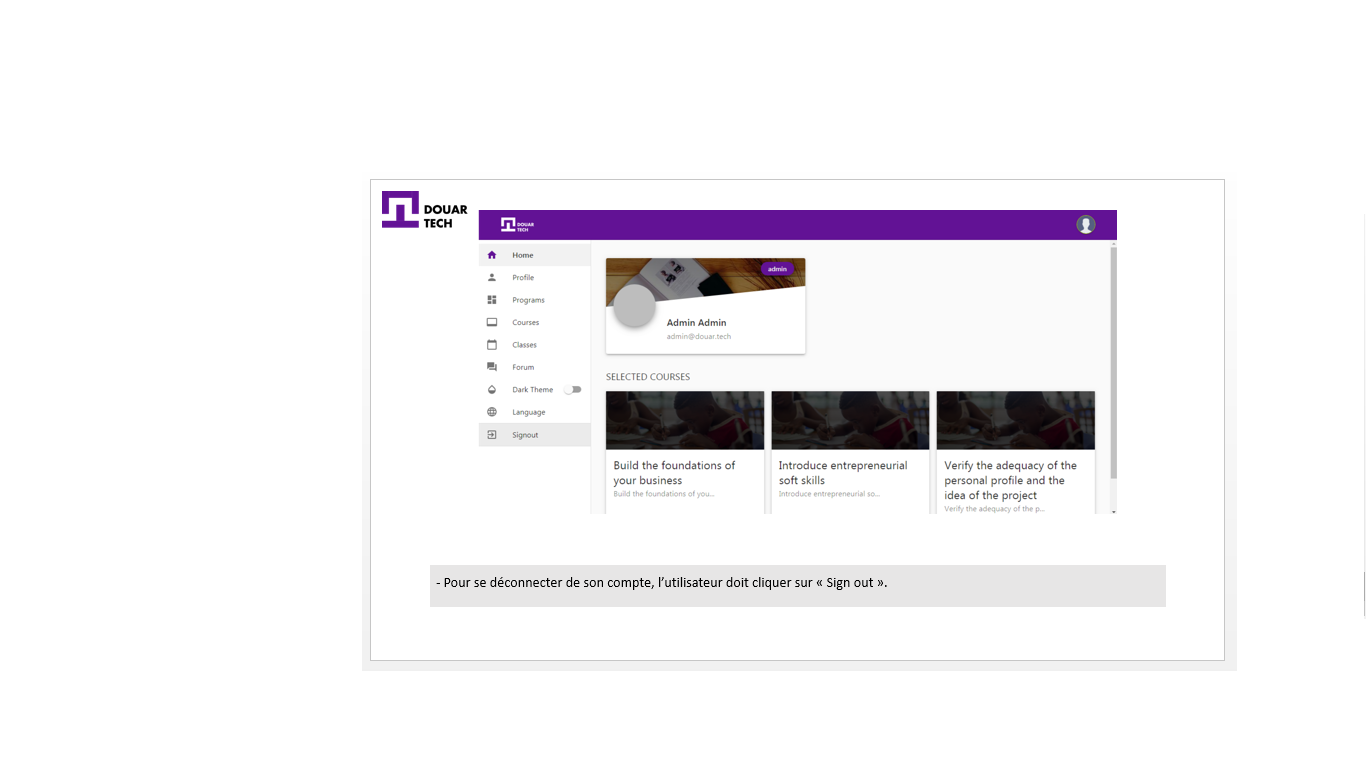 DOUAR
TECH
DOUAR
TECH
Home
Profile
Programs
Courses
Classes
Forum
Dark Theme
Language
Signout
admin
Admin Admin
admin@douar.tech
SELECTED COURSES
Build the foundations of
your business
Build the foundations of you...
Introduce entrepreneurial
soft skills
Introduce entrepreneurial so...
Verify the adequacy of the
personal profile and the
idea of the project
Verify the adequacy of the p...
- Pour se déconnecter de son compte, l’utilisateur doit cliquer sur « Sign out ».